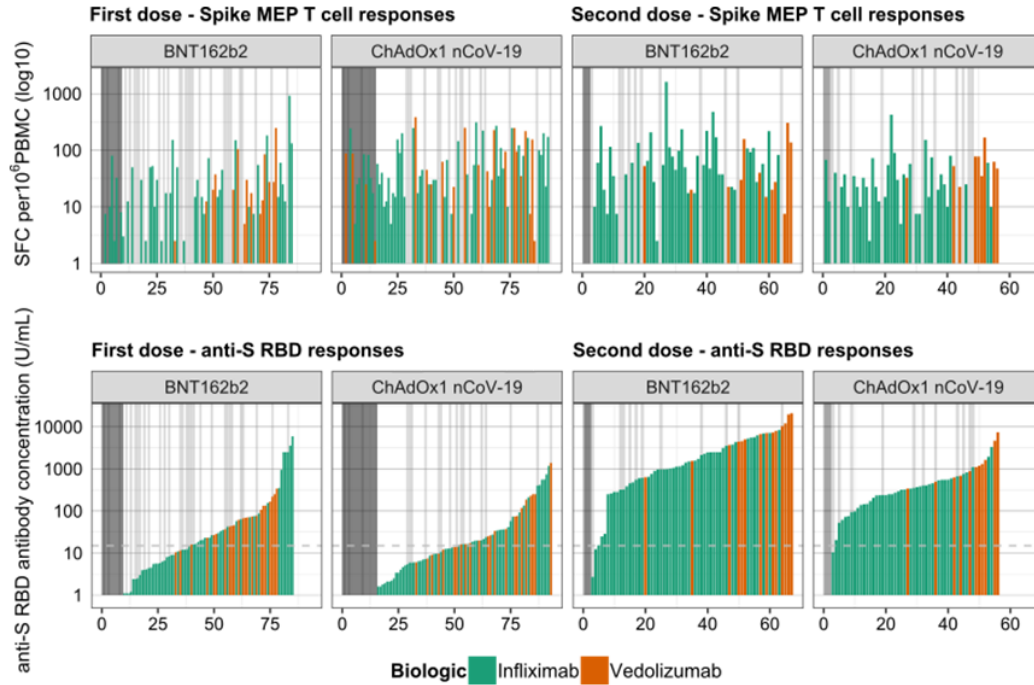 First dose - Spike MEP T cell responses
Second dose - Spike MEP T cell responses
BNT162b2
ChAdOx1 nCoV-19
BNT162b2
ChAdOx1 nCoV-19
SFC per10⁶PBMC (log10)
1000
100
10
1
0 25 50 75
0 25 50 75
0 20 40 60
0 20 40 60
First dose - anti-S RBD responses
Second dose - anti-S RBD responses
BNT162b2
ChAdOx1 nCoV-19
BNT162b2
ChAdOx1 nCoV-19
anti-S RBD antibody concentration (U/mL)
10000
1000
100
10
1
0 25 50 75
0 25 50 75
0 20 40 60
0 20 40 60
Biologic Infliximab Vedolizumab